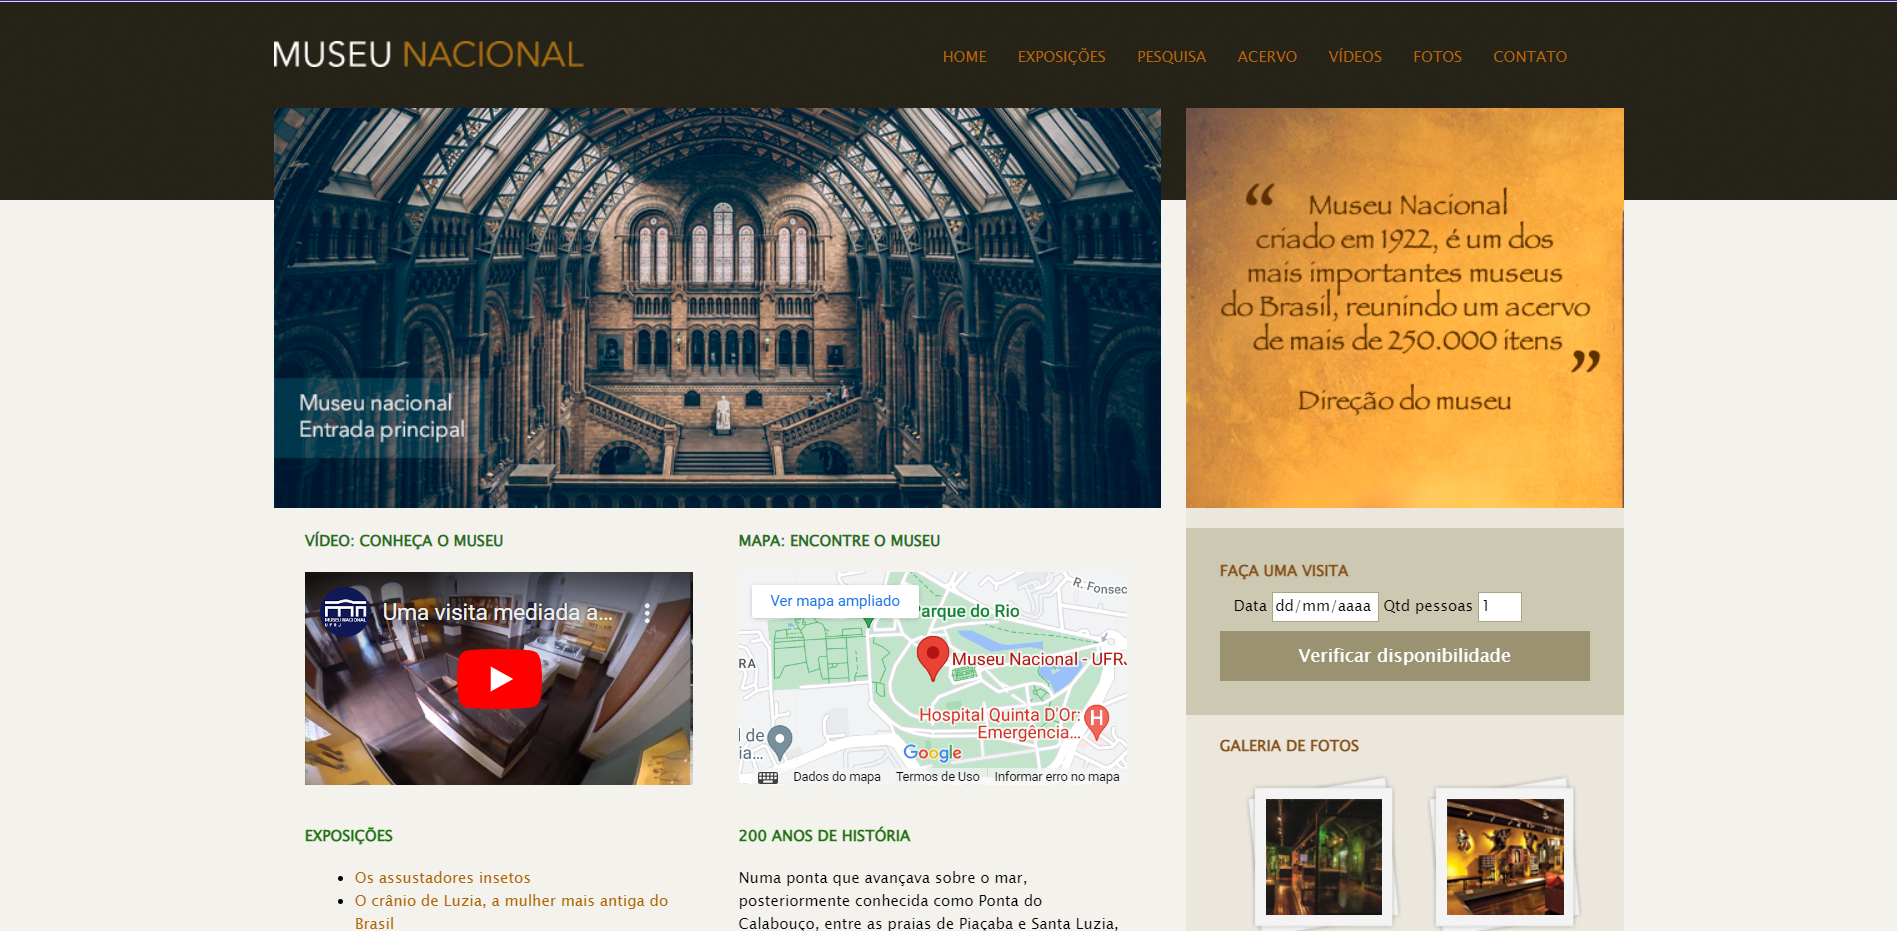 MUSEU NACIONAL
HOME EXPOSIÇÕES PESQUISA ACERVO VÍDEOS FOTOS CONTATO
Museu nacional
Entrada principal
“ Museu Nacional
criado em 1922, é um dos
mais importantes museus
do Brasil, reunindo um acervo
de mais de 250.000 itens ”
Direção do museu
VÍDEO: CONHEÇA O MUSEU
MUSEU NACIONAL
UFRJ
Uma visita mediada a...
MAPA: ENCONTRE O MUSEU
Ver mapa ampliado
R. Fonsec
Parque do Rio
RA
Museu Nacional - UFRJ
Hospital Quinta D'Or:
Emergência...
H
l de
ia...
Google
Dados do mapa Termos de Uso Informar erro no mapa
FAÇA UMA VISITA
Data dd/mm/aaaa Qtd pessoas 1
Verificar disponibilidade
GALERIA DE FOTOS
EXPOSIÇÕES
Os assustadores insetos
O crânio de Luzia, a mulher mais antiga do
Brasil
200 ANOS DE HISTÓRIA
Numa ponta que avançava sobre o mar,
posteriormente conhecida como Ponta do
Calabouço, entre as praias de Piaçaba e Santa Luzia,